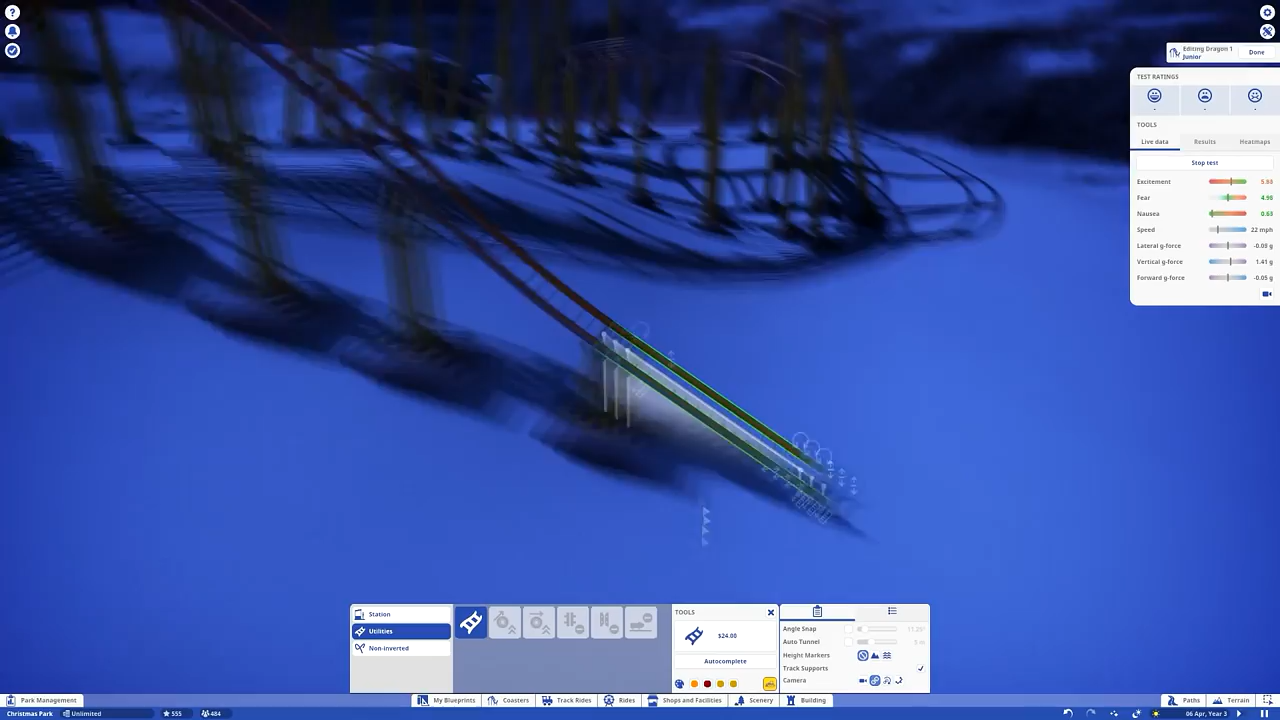 ?
Editing Dragon 1
Junior
Done
TEST RATINGS
- - -
TOOLS
Live data Results Heatmaps
Stop test
Excitement 5.93
Fear 4.98
Nausea 0.63
Speed 22 mph
Lateral g-force -0.03 g
Vertical g-force 1.41 g
Forward g-force -0.05 g
Station
Utilities
Non-inverted
TOOLS
$24.00
Autocomplete
Angle Snap 11.25°
Auto Tunnel 5 m
Height Markers
Track Supports
Camera
Park Management My Blueprints Coasters Track Rides Rides Shops and Facilities Scenery Building Paths Terrain
Christmas Park Unlimited 555 484 06 Apr, Year 3